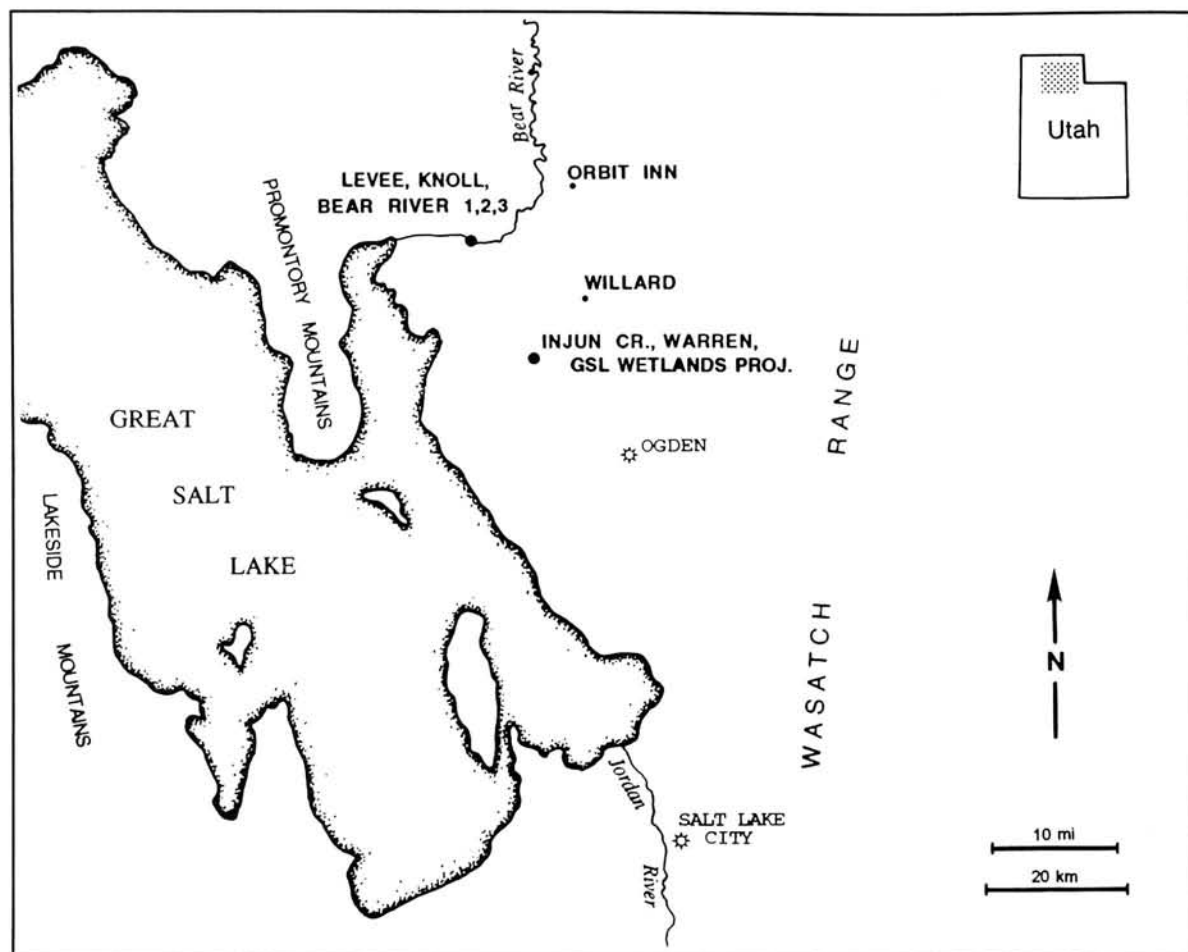 Bear River
Utah
ORBIT INN
LEVEE, KNOLL,
BEAR RIVER 1,2,3
PROMONTORY MOUNTAINS
WILLARD
INJUN CR., WARREN,
GSL WETLANDS PROJ.
GREAT
SALT
LAKE
OGDEN
WASATCH RANGE
LAKESIDE
MOUNTAINS
N
Jordan
River
SALT LAKE
CITY
10 mi
20 km